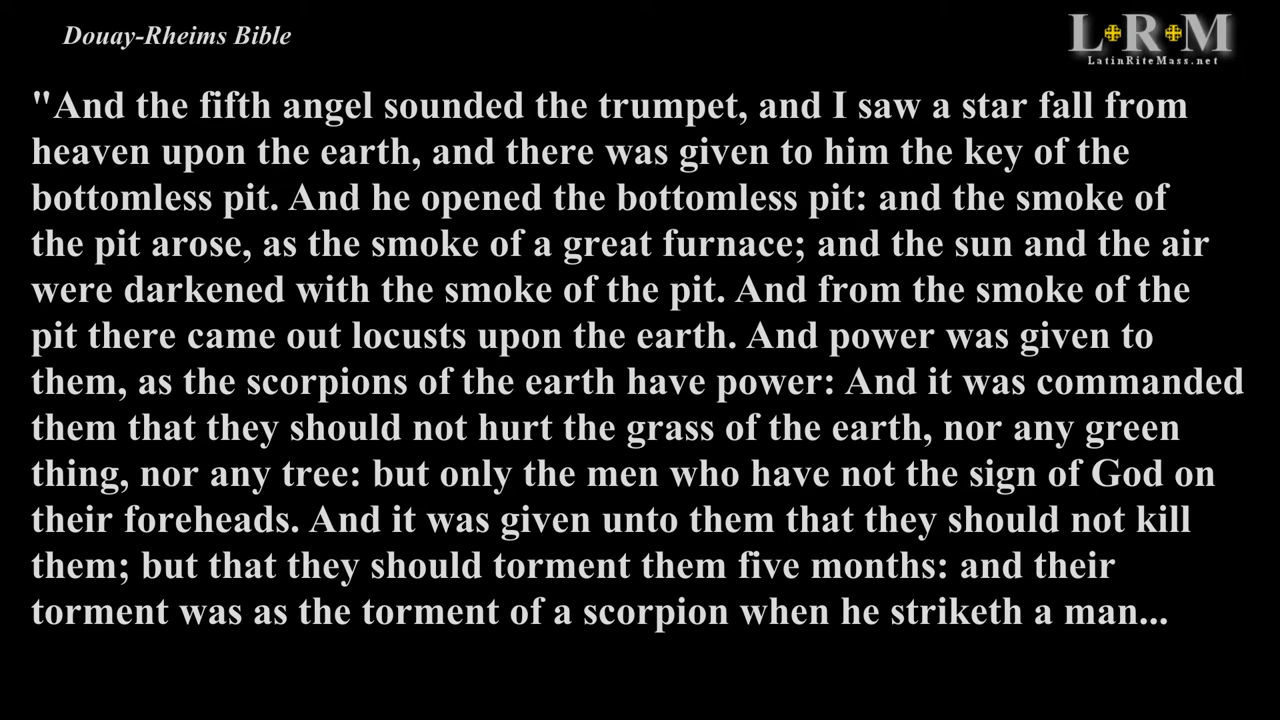 Douay-Rheims Bible
L R M
LatinRiteMass.net
"And the fifth angel sounded the trumpet, and I saw a star fall from
heaven upon the earth, and there was given to him the key of the
bottomless pit. And he opened the bottomless pit: and the smoke of
the pit arose, as the smoke of a great furnace; and the sun and the air
were darkened with the smoke of the pit. And from the smoke of the
pit there came out locusts upon the earth. And power was given to
them, as the scorpions of the earth have power: And it was commanded
them that they should not hurt the grass of the earth, nor any green
thing, nor any tree: but only the men who have not the sign of God on
their foreheads. And it was given unto them that they should not kill
them; but that they should torment them five months: and their
torment was as the torment of a scorpion when he striketh a man...